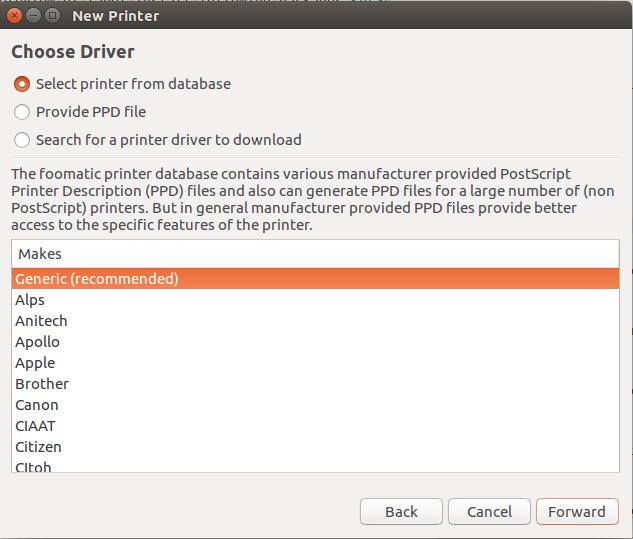 New Printer
Choose Driver
Select printer from database
Provide PPD file
Search for a printer driver to download
The foomatic printer database contains various manufacturer provided PostScript
Printer Description (PPD) files and also can generate PPD files for a large number of (non
PostScript) printers. But in general manufacturer provided PPD files provide better
access to the specific features of the printer.
Makes
Generic (recommended)
Alps
Anitech
Apollo
Apple
Brother
Canon
CIAAT
Citizen
CItoh
Back Cancel Forward